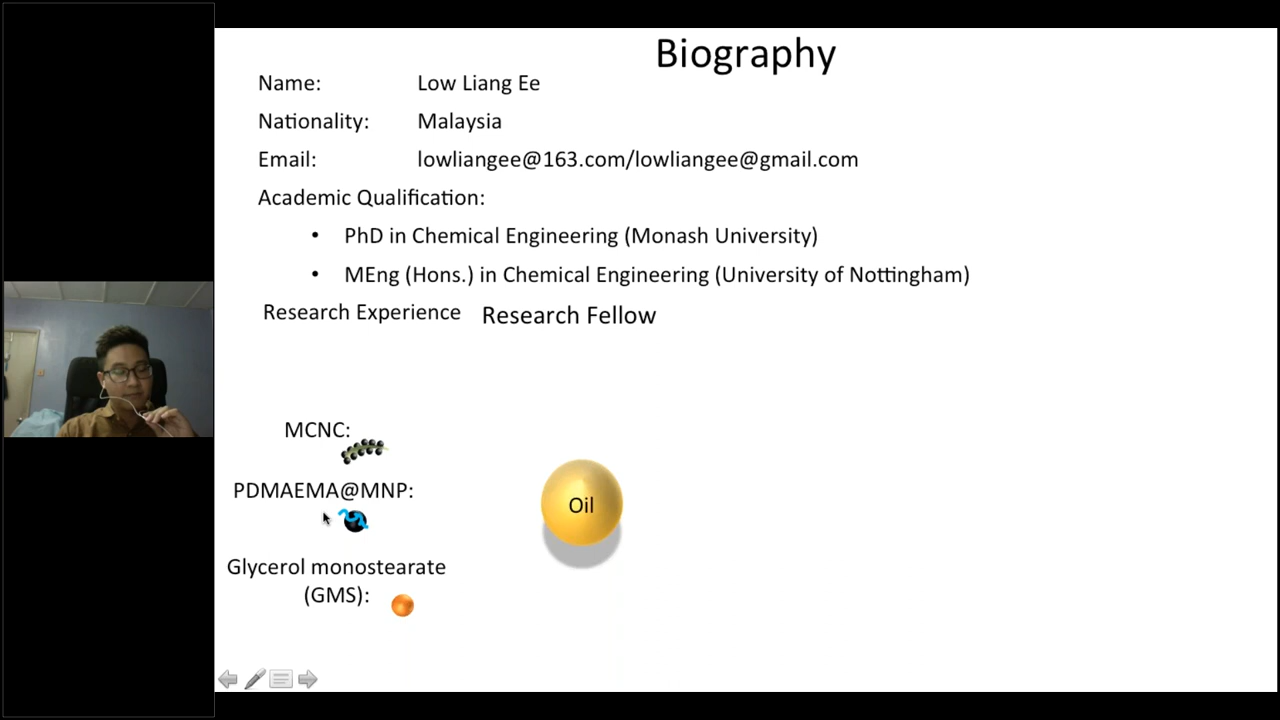 Biography
Name: Low Liang Ee
Nationality: Malaysia
Email: lowliangee@163.com/lowliangee@gmail.com
Academic Qualification:
• PhD in Chemical Engineering (Monash University)
• MEng (Hons.) in Chemical Engineering (University of Nottingham)
Research Experience Research Fellow
MCNC:
PDMAEMA@MNP:
Oil
Glycerol monostearate
(GMS):